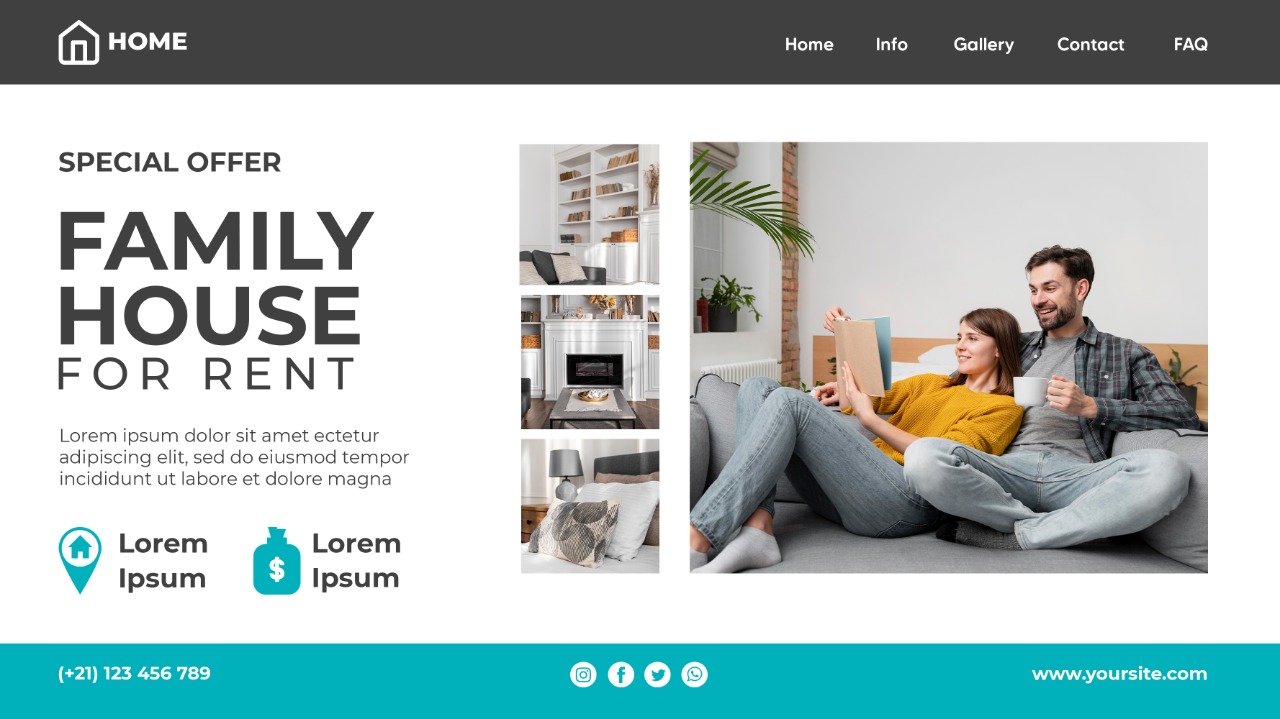 HOME
Home Info Gallery Contact FAQ
SPECIAL OFFER
FAMILY
HOUSE
FOR RENT
Lorem ipsum dolor sit amet ectetur
adipiscing elit, sed do eiusmod tempor
incididunt ut labore et dolore magna
Lorem
Ipsum
$
Lorem
Ipsum
(+21) 123 456 789
www.yoursite.com